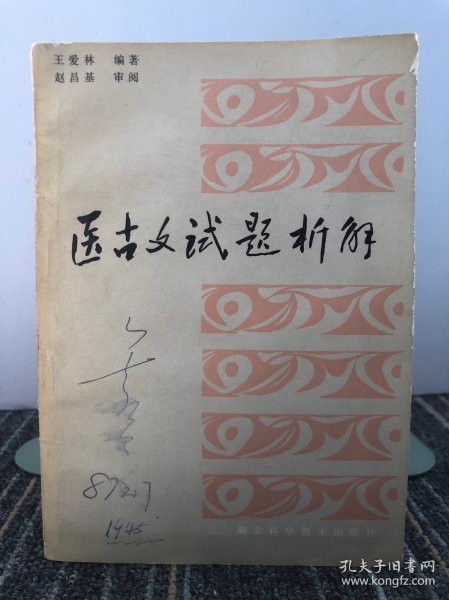 王爱林 编著
赵昌基 审阅
医古文试题析解
1945
湖北科学技术出版社
孔夫子旧书网
kongfz.com